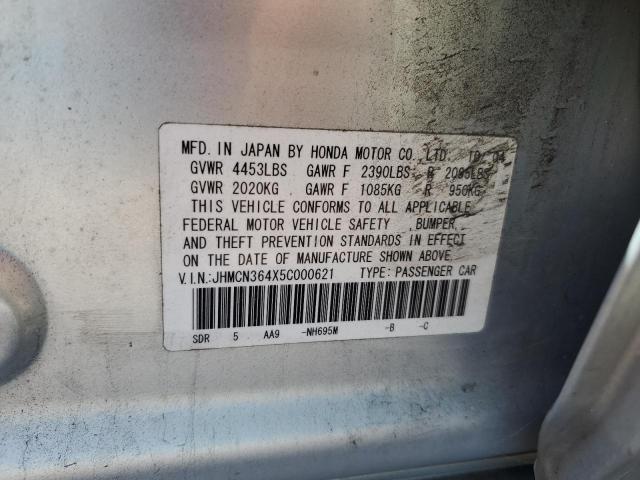 MFD. IN JAPAN BY HONDA MOTOR CO., LTD. 10 04
GVWR 4453LBS GAWR F 2390LBS R 2095LBS
GVWR 2020KG GAWR F 1085KG R 950KG
THIS VEHICLE CONFORMS TO ALL APPLICABLE
FEDERAL MOTOR VEHICLE SAFETY , BUMPER,
AND THEFT PREVENTION STANDARDS IN EFFECT
ON THE DATE OF MANUFACTURE SHOWN ABOVE.
V.I.N.:JHMCN364X5C000621 TYPE: PASSENGER CAR
SDR 5 AA9 -NH695M -B -C